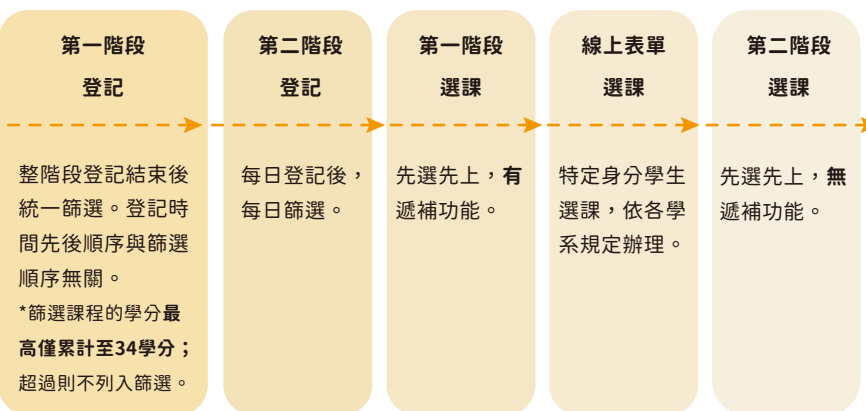 第一階段
登記
整階段登記結束後
統一篩選。登記時
間先後順序與篩選
順序無關。
*篩選課程的學分最
高僅累計至34學分；
超過則不列入篩選。
第二階段
登記
每日登記後，
每日篩選。
第一階段
選課
先選先上，有
遞補功能。
線上表單
選課
特定身分學生
選課，依各學
系規定辦理。
第二階段
選課
先選先上，無
遞補功能。